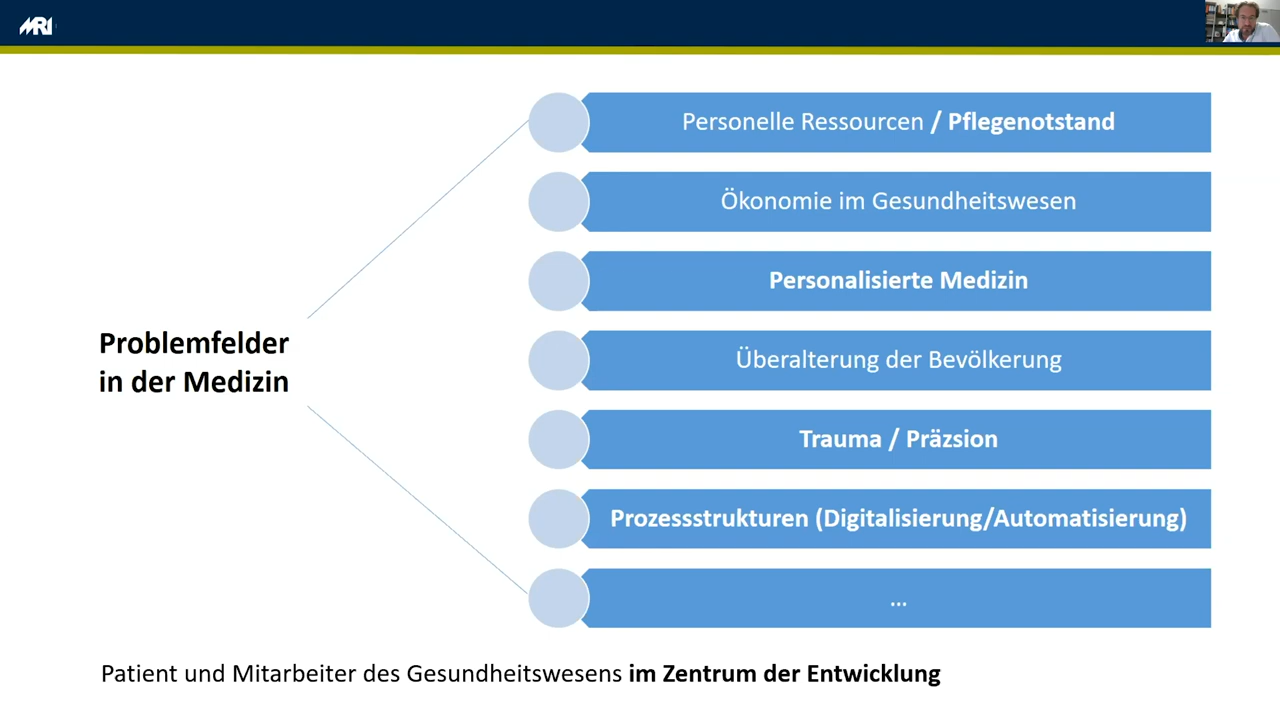 MRI
Personelle Ressourcen / Pflegenotstand
Ökonomie im Gesundheitswesen
Personalisierte Medizin
Überalterung der Bevölkerung
Problemfelder
in der Medizin
Trauma / Präzsion
Prozessstrukturen (Digitalisierung/Automatisierung)
...
Patient und Mitarbeiter des Gesundheitswesens im Zentrum der Entwicklung